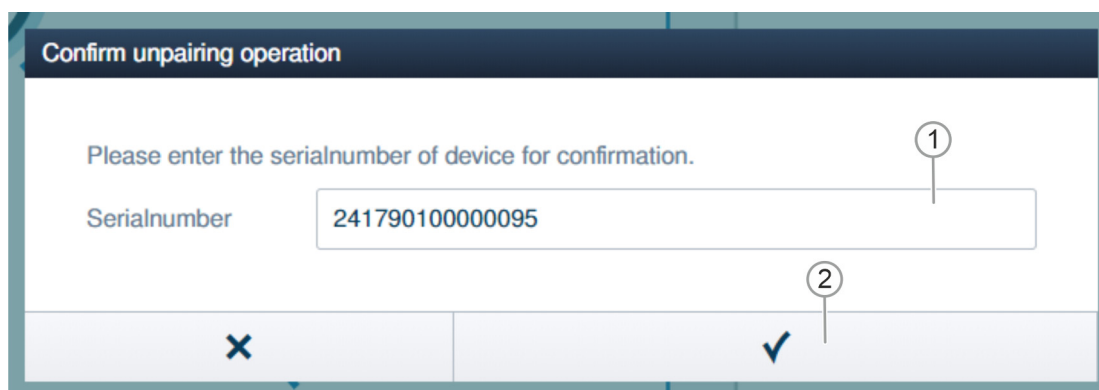 Confirm unpairing operation
1
Please enter the serialnumber of device for confirmation.
Serialnumber 241790100000095
2